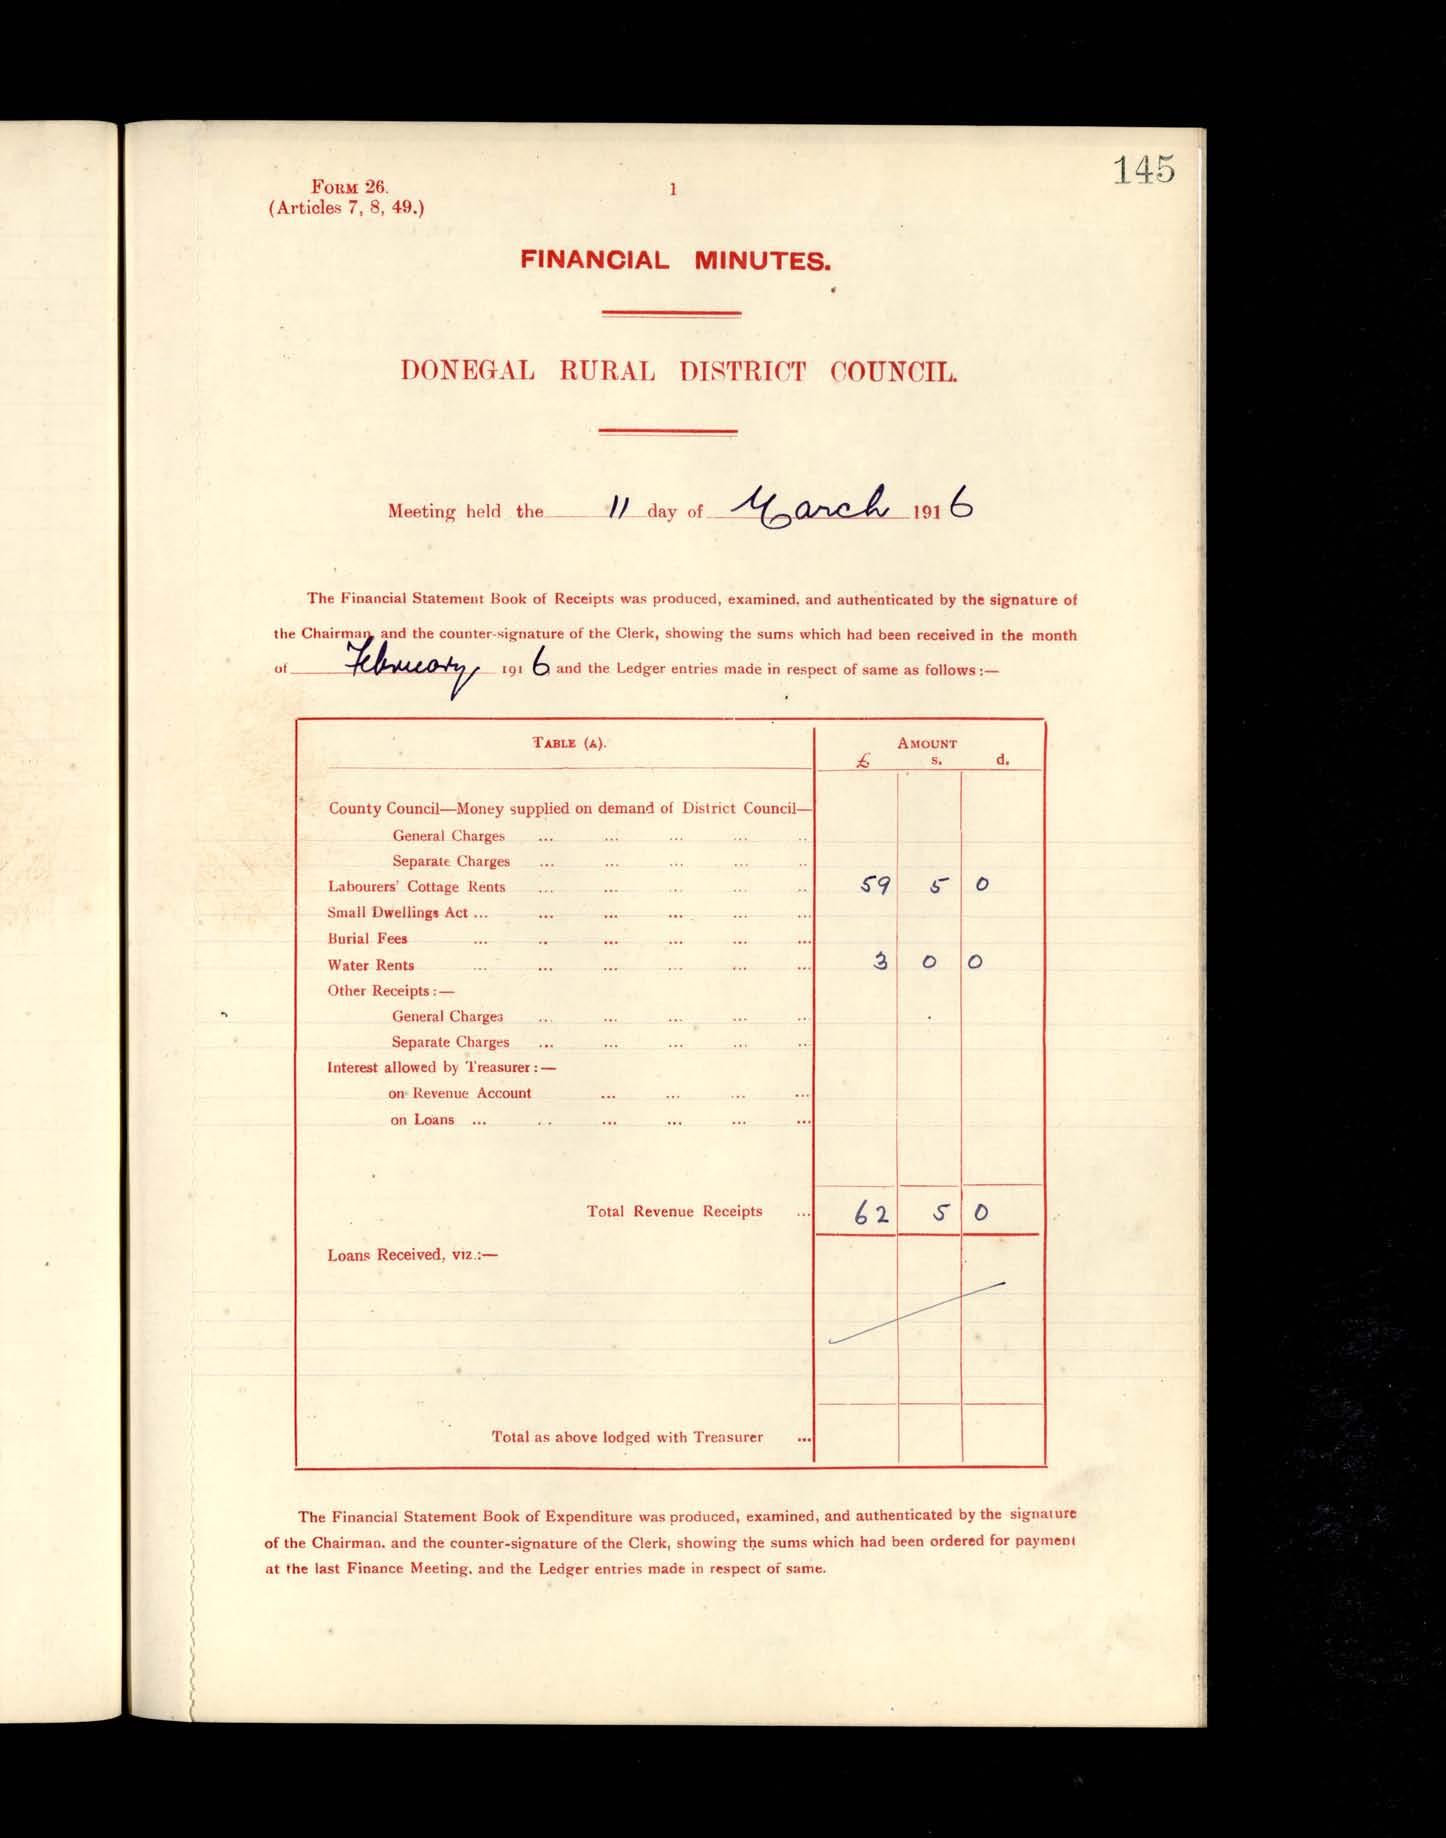 145
FORM 26.
(Articles 7, 8, 49.)
1
FINANCIAL MINUTES.
DONEGAL RURAL DISTRICT COUNCIL.
Meeting held the 11 day of March 1916
The Financial Statement Book of Receipts was produced, examined, and authenticated by the signature of
the Chairman, and the counter-signature of the Clerk, showing the sums which had been received in the month
of February 1916 and the Ledger entries made in respect of same as follows:—
TABLE (A). AMOUNT
£ s. d.
County Council—Money supplied on demand of District Council—
General Charges ... ... ... ... ..
Separate Charges ... ... ... ... ..
Labourers' Cottage Rents ... ... ... ... .. 59 5 0
Small Dwellings Act ... ... ... ... ... ...
Burial Fees ... .. ... ... ... ...
Water Rents ... ... ... ... ... ... 3 0 0
Other Receipts:—
General Charges ... ... ... ... ...
Separate Charges ... ... ... ... ...
Interest allowed by Treasurer:—
on Revenue Account ... ... ... ...
on Loans ... .. ... ... ... ...
Total Revenue Receipts ... 62 5 0
Loans Received, viz.:—
Total as above lodged with Treasurer ...
The Financial Statement Book of Expenditure was produced, examined, and authenticated by the signature
of the Chairman. and the counter-signature of the Clerk, showing the sums which had been ordered for payment
at the last Finance Meeting, and the Ledger entries made in respect of same.